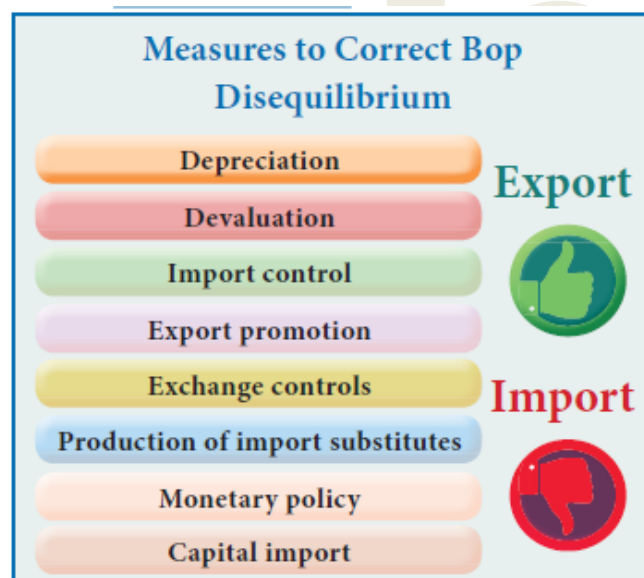 Measures to Correct Bop
Disequilibrium
Depreciation
Devaluation
Import control
Export promotion
Exchange controls
Production of import substitutes
Monetary policy
Capital import
Export
Import